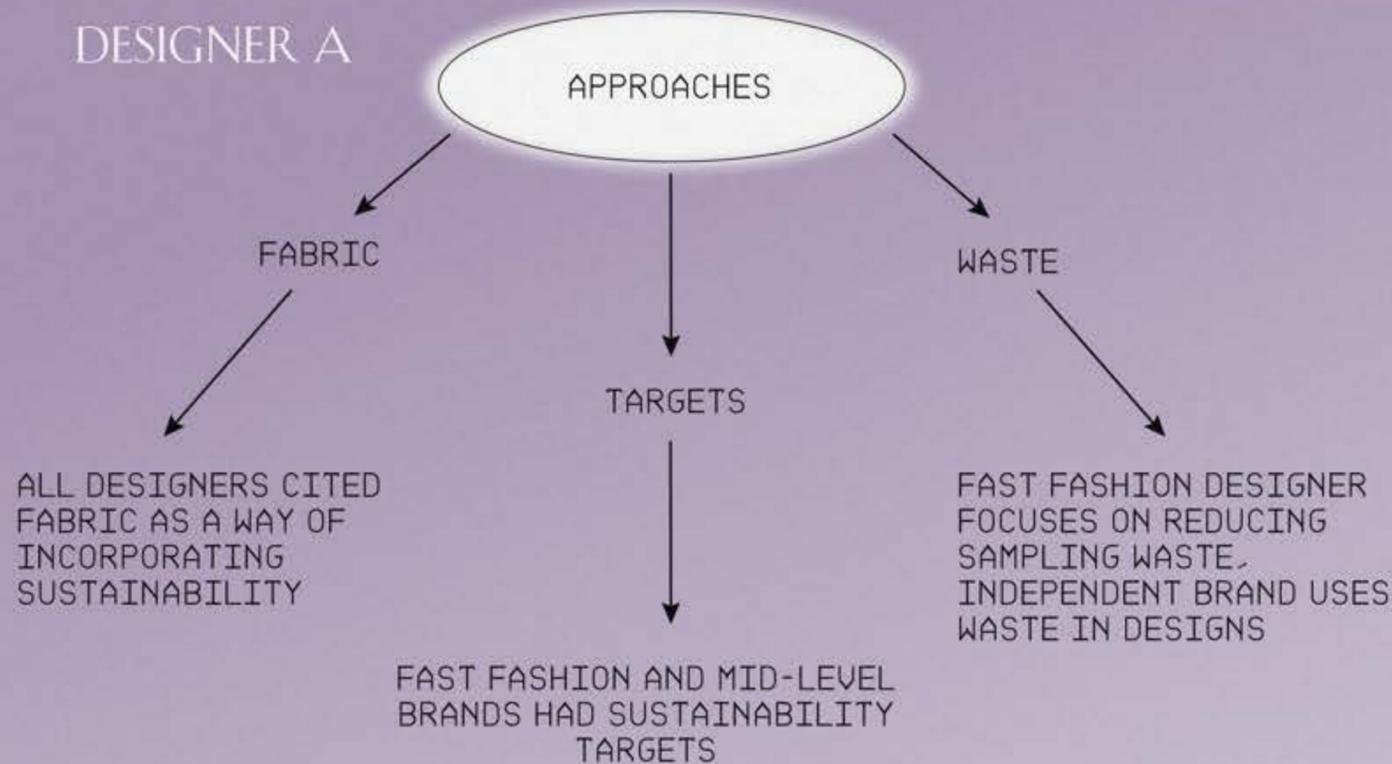 DESIGNER A
APPROACHES
FABRIC
WASTE
TARGETS
ALL DESIGNERS CITED
FABRIC AS A WAY OF
INCORPORATING
SUSTAINABILITY
FAST FASHION DESIGNER
FOCUSES ON REDUCING
SAMPLING WASTE,
INDEPENDENT BRAND USES
WASTE IN DESIGNS
FAST FASHION AND MID-LEVEL
BRANDS HAD SUSTAINABILITY
TARGETS